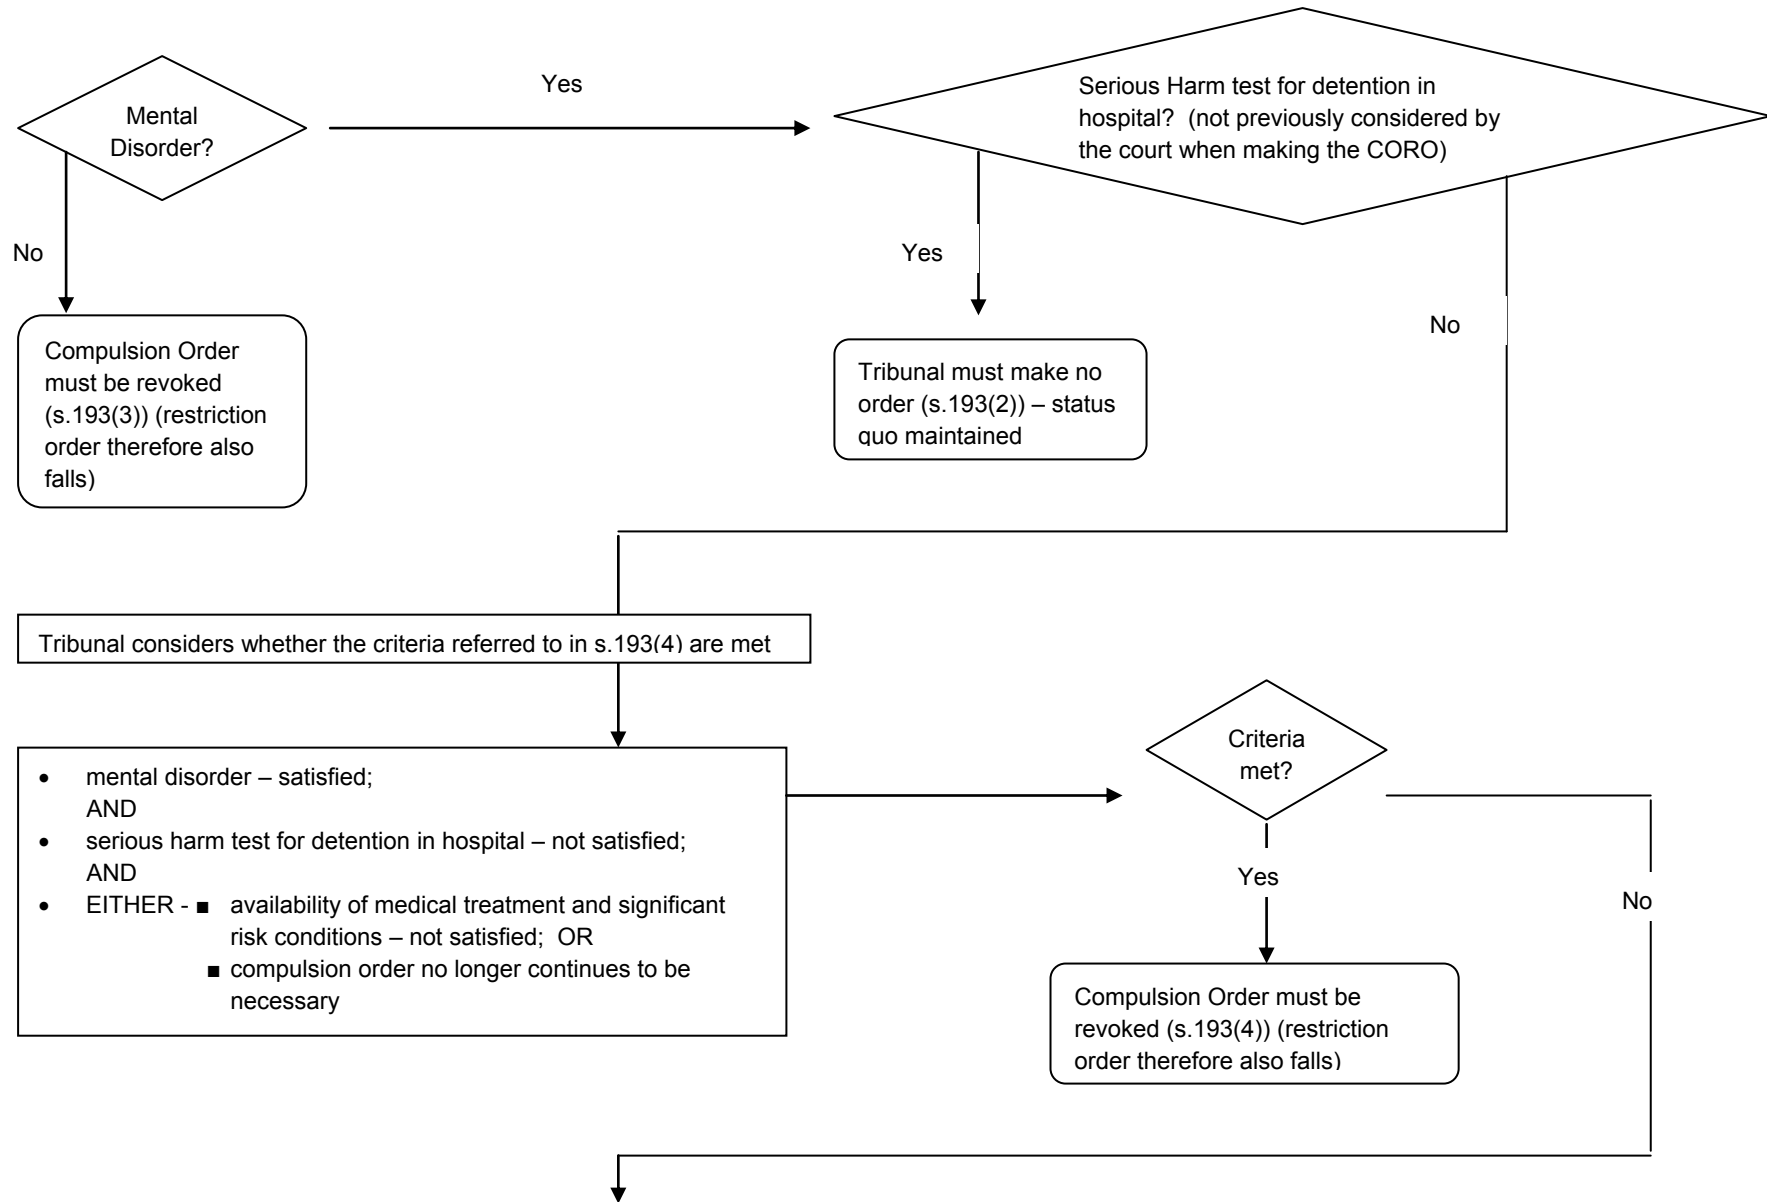 Yes
Mental
Disorder?
Serious Harm test for detention in
hospital? (not previously considered by
the court when making the CORO)
No
Yes
No
Compulsion Order
must be revoked
(s.193(3)) (restriction
order therefore also
falls)
Tribunal must make no
order (s.193(2)) – status
quo maintained
Tribunal considers whether the criteria referred to in s.193(4) are met
• mental disorder – satisfied;
AND
• serious harm test for detention in hospital – not satisfied;
AND
• EITHER - ■ availability of medical treatment and significant
risk conditions – not satisfied; OR
■ compulsion order no longer continues to be
necessary
Criteria
met?
Yes
No
Compulsion Order must be
revoked (s.193(4)) (restriction
order therefore also falls)